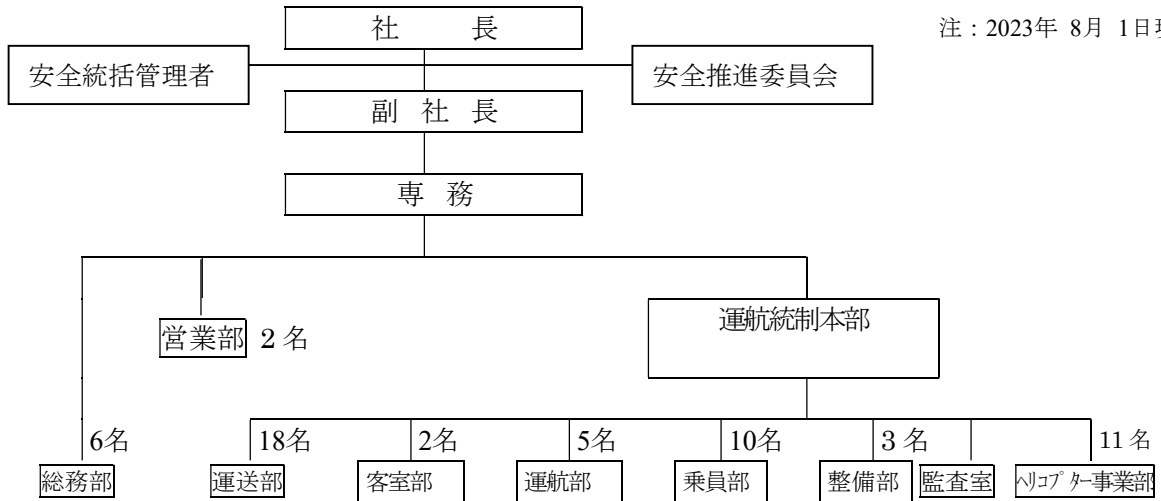 社 長
注：2023年 8月 1日現
安全統括管理者
安全推進委員会
副 社 長
専 務
営業部 2 名
運航統制本部
6名
18名
2名
5名
10名
3 名
11 名
総務部
運送部
客室部
運航部
乗員部
整備部
監査室
ヘリコプター事業部